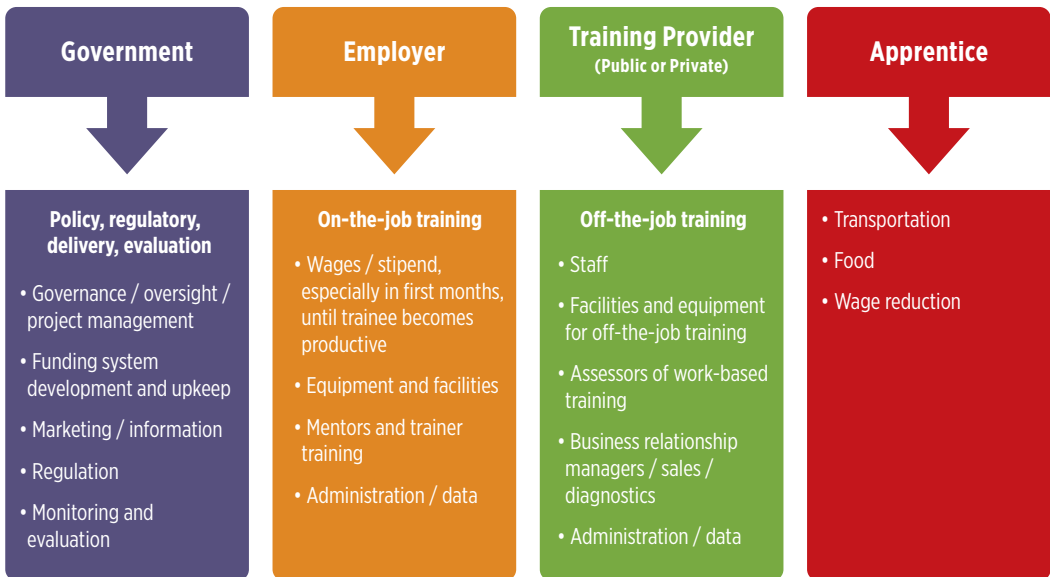 Government
Policy, regulatory,
delivery, evaluation
• Governance / oversight /
project management
• Funding system
development and upkeep
• Marketing / information
• Regulation
• Monitoring and
evaluation
Employer
On-the-job training
• Wages / stipend,
especially in first months,
until trainee becomes
productive
• Equipment and facilities
• Mentors and trainer
training
• Administration / data
Training Provider
(Public or Private)
Off-the-job training
• Staff
• Facilities and equipment
for off-the-job training
• Assessors of work-based
training
• Business relationship
managers / sales /
diagnostics
• Administration / data
Apprentice
• Transportation
• Food
• Wage reduction